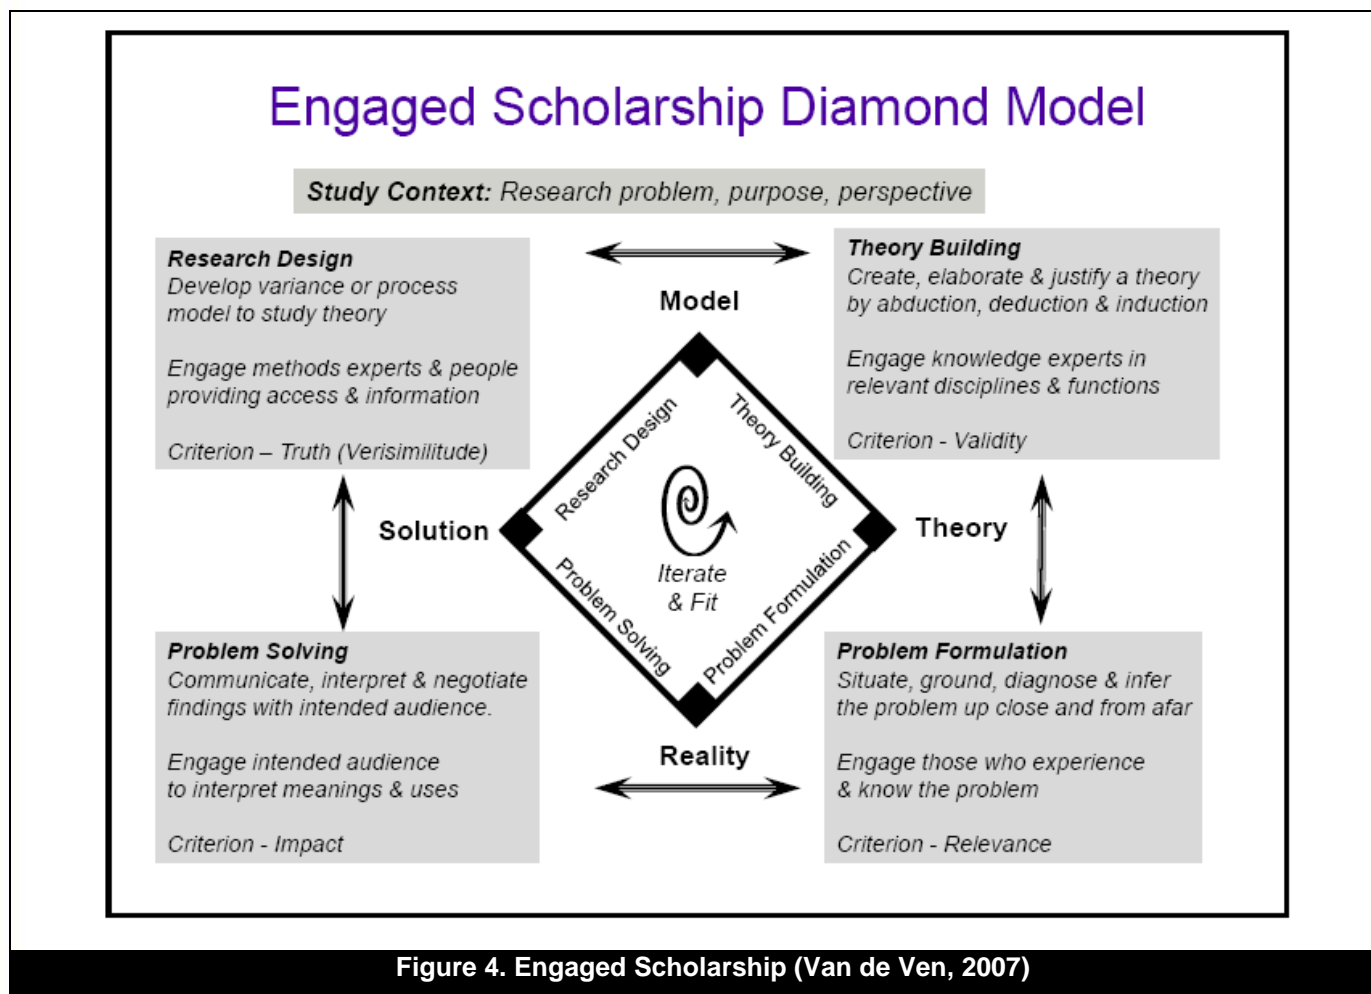 Engaged Scholarship Diamond Model
Study Context: Research problem, purpose, perspective
Research Design
Develop variance or process
model to study theory
Engage methods experts & people
providing access & information
Criterion – Truth (Verisimilitude)
Theory Building
Create, elaborate & justify a theory
by abduction, deduction & induction
Engage knowledge experts in
relevant disciplines & functions
Criterion - Validity
Model
Research Design
Theory Building
Solution
Theory
Iterate
& Fit
Problem Solving
Problem Formulation
Reality
Problem Solving
Communicate, interpret & negotiate
findings with intended audience.
Engage intended audience
to interpret meanings & uses
Criterion - Impact
Problem Formulation
Situate, ground, diagnose & infer
the problem up close and from afar
Engage those who experience
& know the problem
Criterion - Relevance
Figure 4. Engaged Scholarship (Van de Ven, 2007)